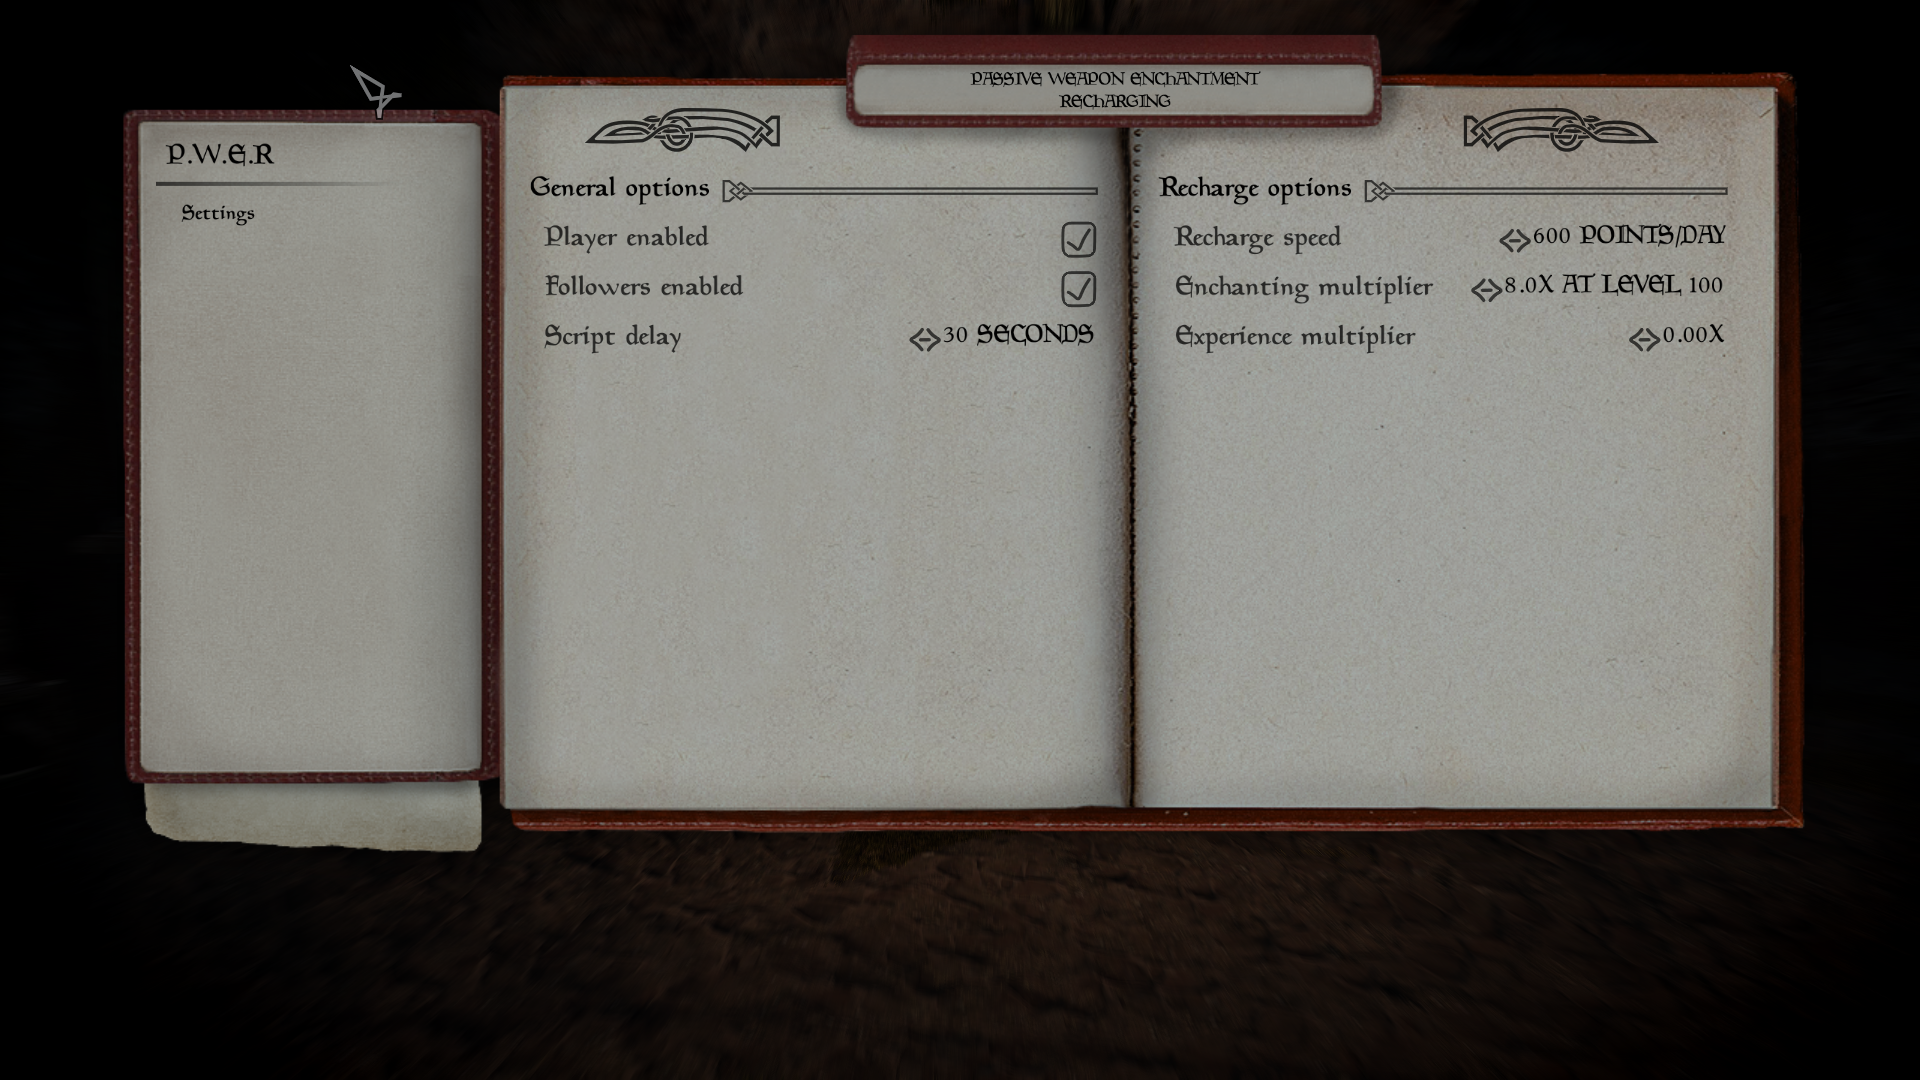 PASSIVE WEAPON ENCHANTMENT
RECHARGING
P.W.E.R
Settings
General options
Player enabled
Followers enabled
Script delay 30 SECONDS
Recharge options
Recharge speed 600 POINTS/DAY
Enchanting multiplier 8.0X AT LEVEL 100
Experience multiplier 0.00X